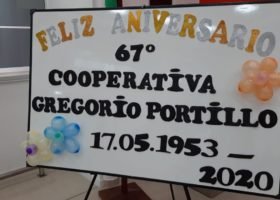 FELIZ ANIVERSARIO
67º
COOPERATIVA
GREGORIO PORTILLO
17.05.1953 —
2020